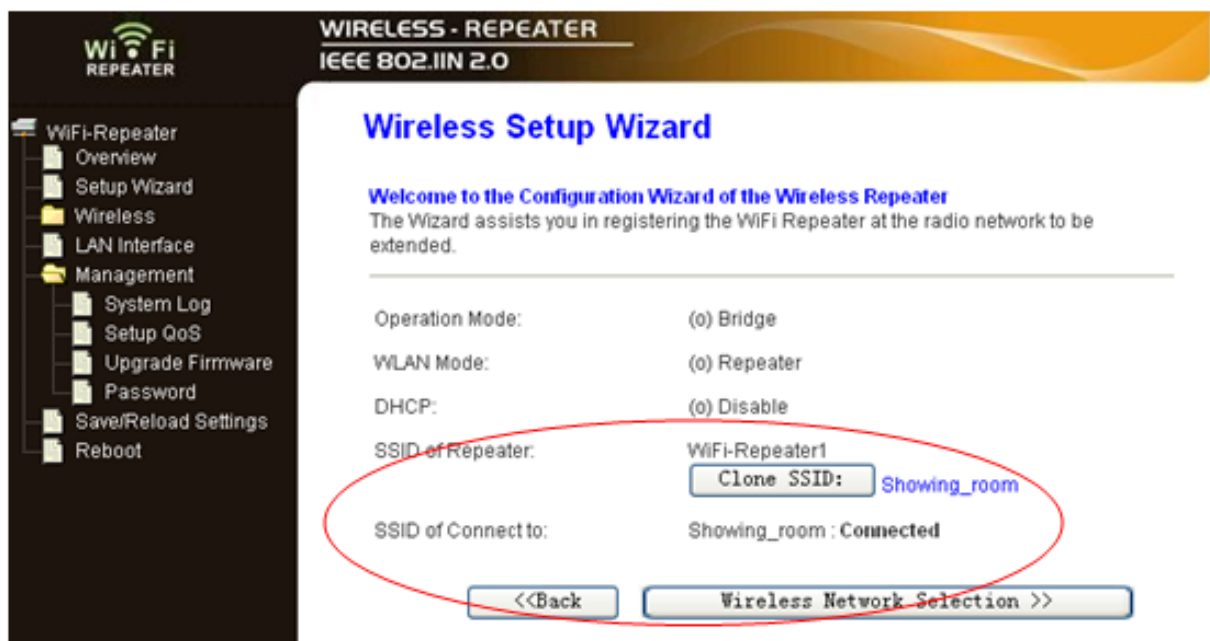 Wi Fi
REPEATER
WIRELESS - REPEATER
IEEE 802.11N 2.0
WiFi-Repeater
Overview
Setup Wizard
Wireless
LAN Interface
Management
System Log
Setup QoS
Upgrade Firmware
Password
Save/Reload Settings
Reboot
Wireless Setup Wizard
Welcome to the Configuration Wizard of the Wireless Repeater
The Wizard assists you in registering the WiFi Repeater at the radio network to be
extended.
Operation Mode: (o) Bridge
WLAN Mode: (o) Repeater
DHCP: (o) Disable
SSID of Repeater: WiFi-Repeater1
Clone SSID: Showing_room
SSID of Connect to: Showing_room : Connected
<<Back Wireless Network Selection >>